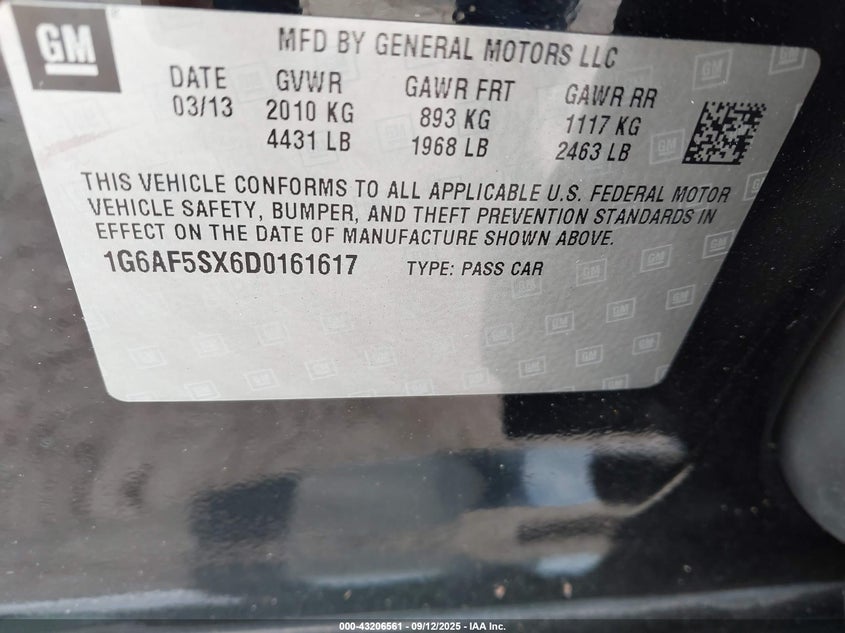 GM
MFD BY GENERAL MOTORS LLC
DATE GVWR GAWR FRT GAWR RR
03/13 2010 KG 893 KG 1117 KG
4431 LB 1968 LB 2463 LB
THIS VEHICLE CONFORMS TO ALL APPLICABLE U.S. FEDERAL MOTOR
VEHICLE SAFETY, BUMPER, AND THEFT PREVENTION STANDARDS IN
EFFECT ON THE DATE OF MANUFACTURE SHOWN ABOVE.
1G6AF5SX6D0161617 TYPE: PASS CAR
000-43206561 - 09/12/2025 - IAA Inc.